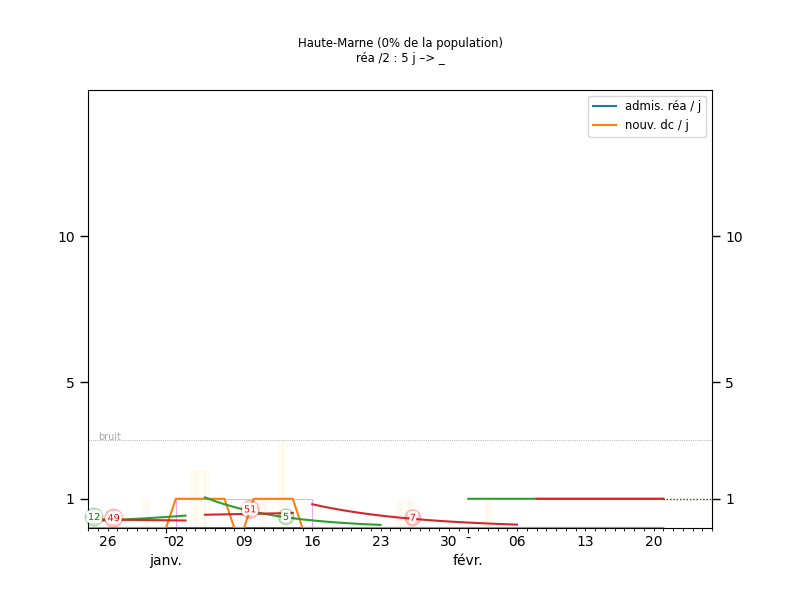 Haute-Marne (0% de la population)
réa /2 : 5 j –> _
admis. réa / j
nouv. dc / j
10 10
5 5
bruit
1 1
12 49 51 5 7
26 02 09 16 23 30 06 13 20
janv. févr.